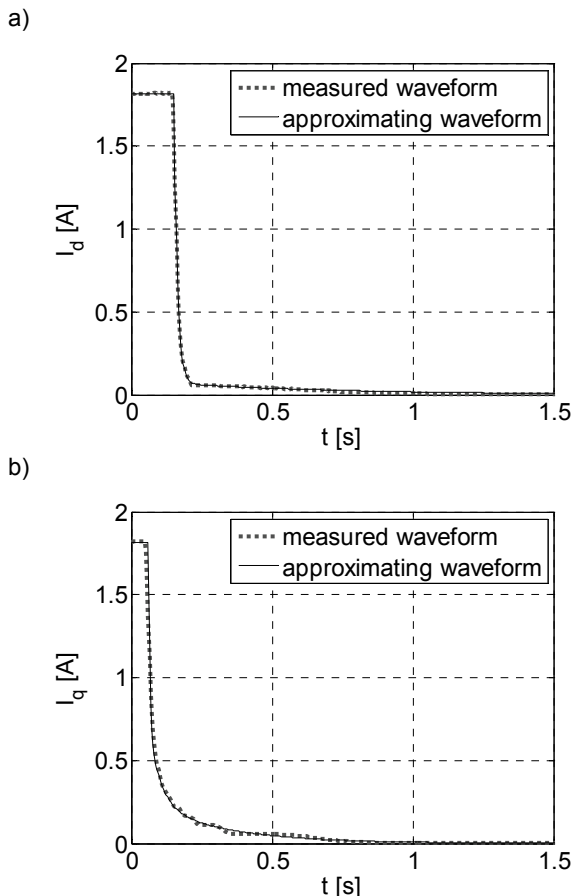 a)
2
1.5
1
0.5
0
I_d [A]
measured waveform
approximating waveform
0 0.5 1 1.5
t [s]
b)
2
1.5
1
0.5
0
I_q [A]
measured waveform
approximating waveform
0 0.5 1 1.5
t [s]